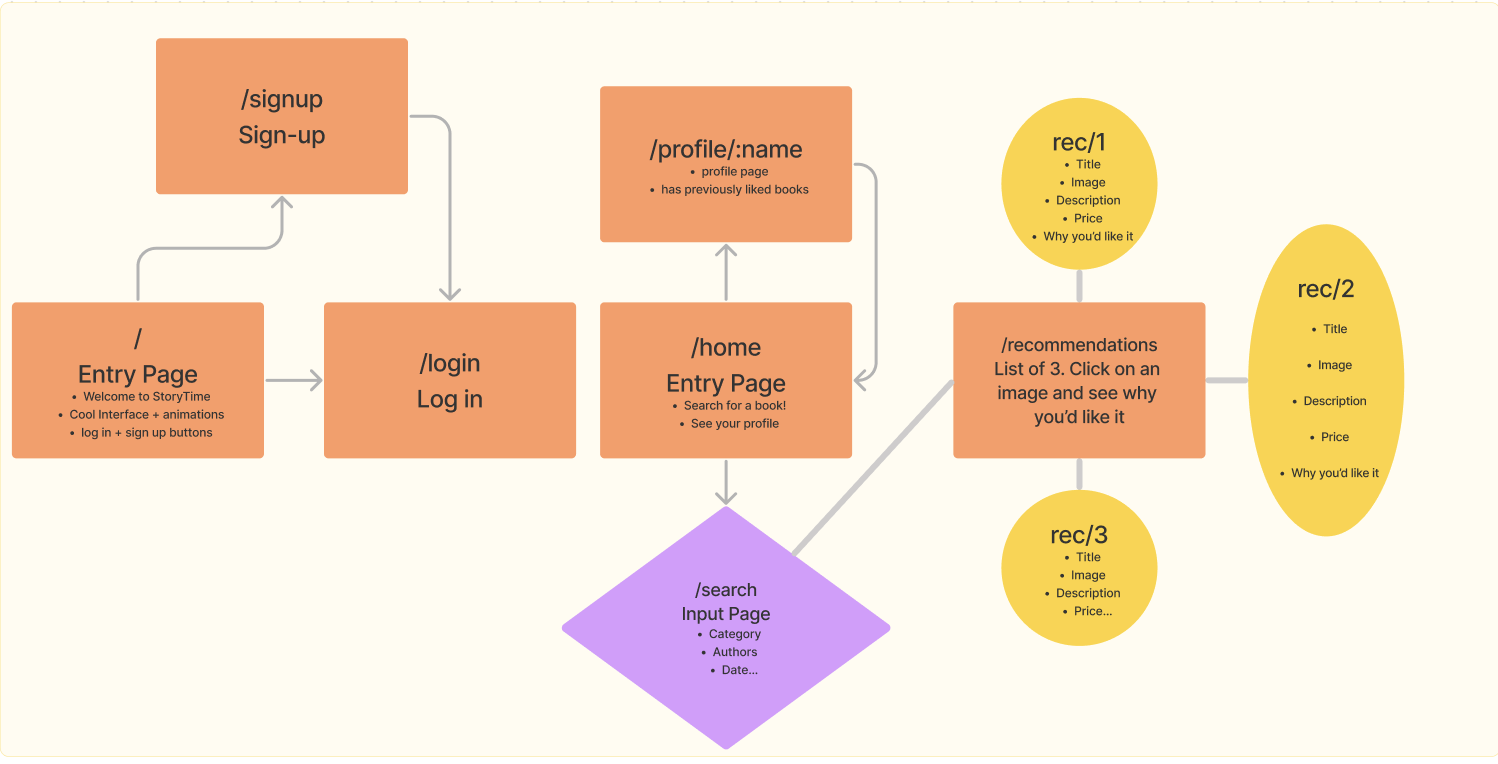 /signup
Sign-up
/
Entry Page
• Welcome to StoryTime
• Cool Interface + animations
• log in + sign up buttons
/login
Log in
/profile/:name
• profile page
• has previously liked books
/home
Entry Page
• Search for a book!
• See your profile
/search
Input Page
• Category
• Authors
• Date...
/recommendations
List of 3. Click on an
image and see why
you’d like it
rec/1
• Title
• Image
• Description
• Price
• Why you’d like it
rec/2
• Title
• Image
• Description
• Price
• Why you’d like it
rec/3
• Title
• Image
• Description
• Price...